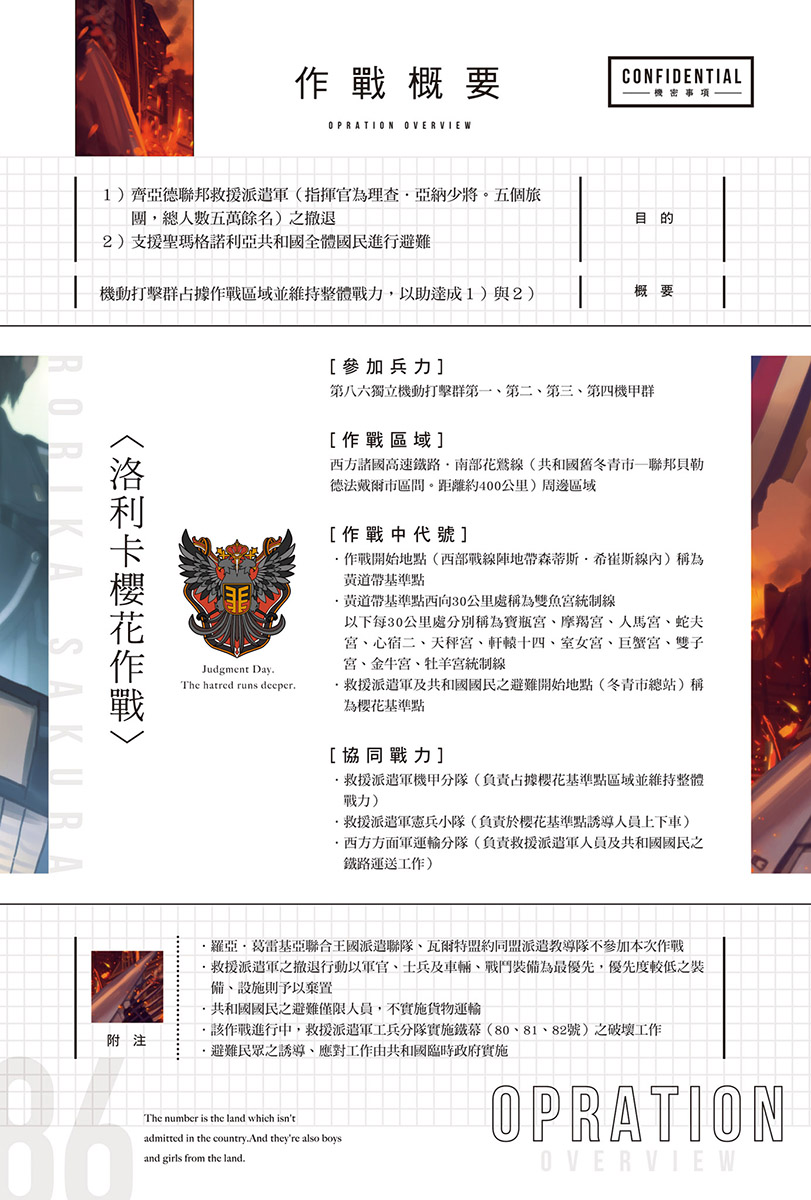 作戰概要
OPRATION OVERVIEW
CONFIDENTIAL
機密事項
1）齊亞德聯邦救援派遣軍（指揮官為理查・亞納少將。五個旅
團，總人數五萬餘名）之撤退
2）支援聖瑪格諾利亞共和國全體國民進行避難
目的
機動打擊群占據作戰區域並維持整體戰力，以助達成1）與2）
概要
RORIKA SAKURA
〈洛利卡櫻花作戰〉
Judgment Day.
The hatred runs deeper.
[參加兵力]
第八六獨立機動打擊群第一、第二、第三、第四機甲群
[作戰區域]
西方諸國高速鐵路・南部花鶩線（共和國舊冬青市─聯邦貝勒
德法戴爾市區間。距離約400公里）周邊區域
[作戰中代號]
・作戰開始地點（西部戰線陣地帶森蒂斯・希崔斯線內）稱為
黃道帶基準點
・黃道帶基準點西向30公里處稱為雙魚宮統制線
以下每30公里處分別稱為寶瓶宮、摩羯宮、人馬宮、蛇夫
宮、心宿二、天秤宮、軒轅十四、室女宮、巨蟹宮、雙子
宮、金牛宮、牡羊宮統制線
・救援派遣軍及共和國國民之避難開始地點（冬青市總站）稱
為櫻花基準點
[協同戰力]
・救援派遣軍機甲分隊（負責占據櫻花基準點區域並維持整體
戰力）
・救援派遣軍憲兵小隊（負責於櫻花基準點誘導人員上下車）
・西方方面軍運輸分隊（負責救援派遣軍人員及共和國國民之
鐵路運送工作）
附注
・羅亞・葛雷基亞聯合王國派遣聯隊、瓦爾特盟約同盟派遣教導隊不參加本次作戰
・救援派遣軍之撤退行動以軍官、士兵及車輛、戰鬥裝備為最優先，優先度較低之裝
備、設施則予以棄置
・共和國國民之避難僅限人員，不實施貨物運輸
・該作戰進行中，救援派遣軍工兵分隊實施鐵幕（80、81、82號）之破壞工作
・避難民眾之誘導、應對工作由共和國臨時政府實施
86
The number is the land which isn't
admitted in the country.And they're also boys
and girls from the land.
OPRATION
OVERVIEW